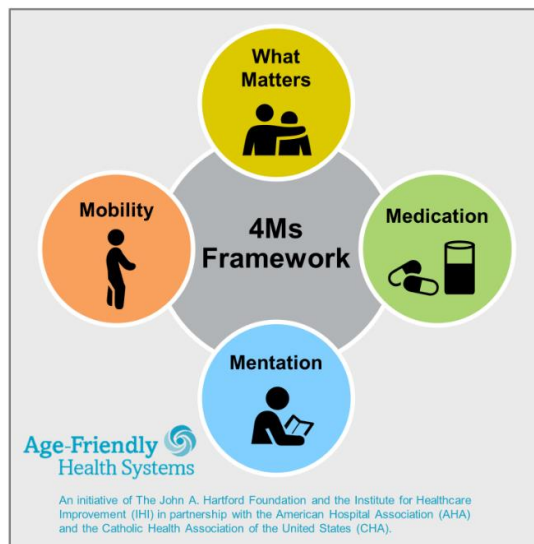 What
Matters
Mobility
4Ms
Framework
Medication
Mentation
Age-Friendly
Health Systems
An initiative of The John A. Hartford Foundation and the Institute for Healthcare
Improvement (IHI) in partnership with the American Hospital Association (AHA)
and the Catholic Health Association of the United States (CHA).